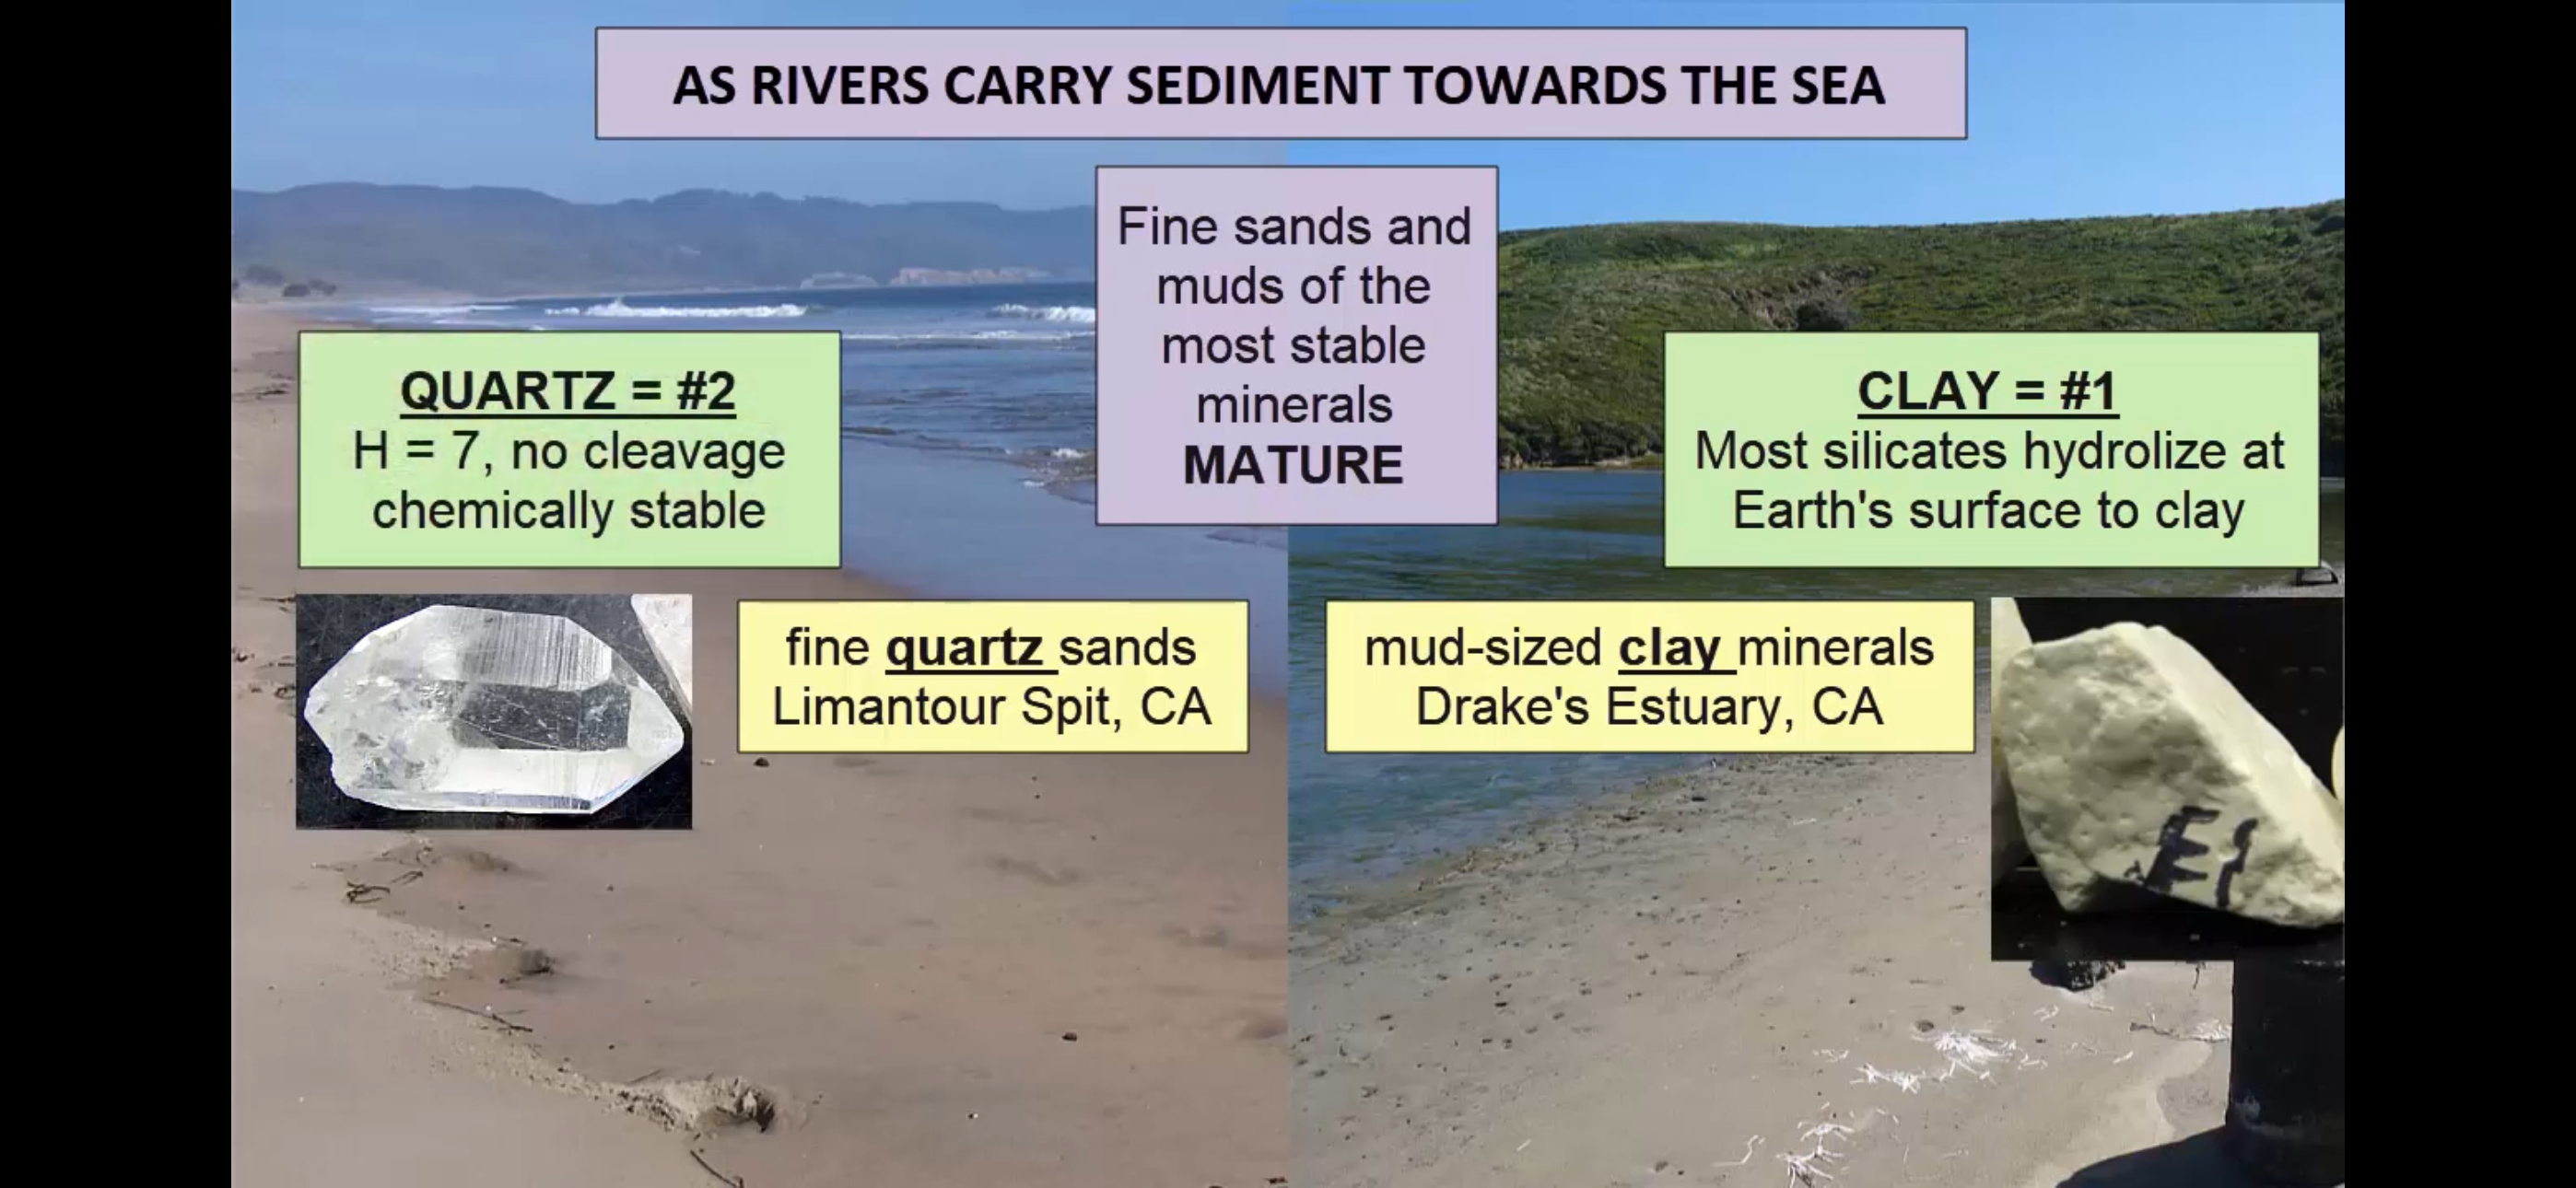 AS RIVERS CARRY SEDIMENT TOWARDS THE SEA
Fine sands and
muds of the
most stable
minerals
MATURE
QUARTZ = #2
H = 7, no cleavage
chemically stable
CLAY = #1
Most silicates hydrolize at
Earth's surface to clay
fine quartz sands
Limantour Spit, CA
mud-sized clay minerals
Drake's Estuary, CA
E1